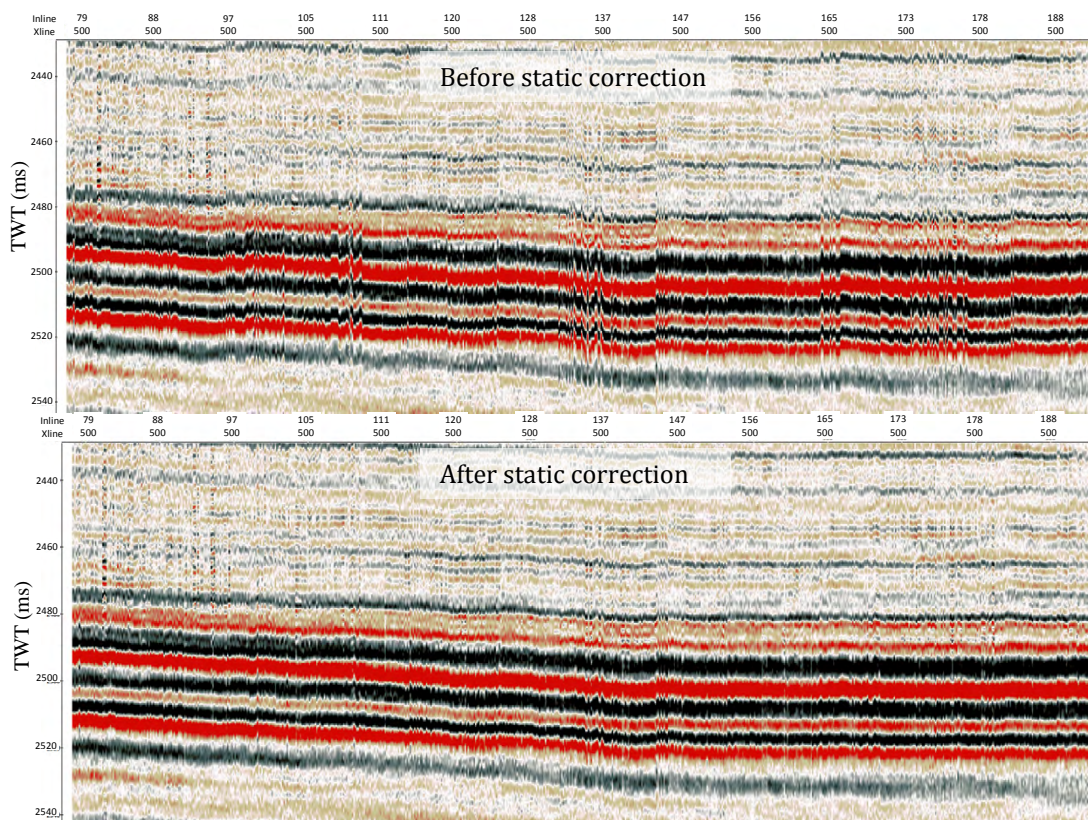 Inline 79 88 97 105 111 120 128 137 147 156 165 173 178 188
Xline 500 500 500 500 500 500 500 500 500 500 500 500 500 500
Before static correction
TWT (ms)
2440
2460
2480
2500
2520
2540
Inline 79 88 97 105 111 120 128 137 147 156 165 173 178 188
Xline 500 500 500 500 500 500 500 500 500 500 500 500 500 500
After static correction
TWT (ms)
2440
2460
2480
2500
2520
2540